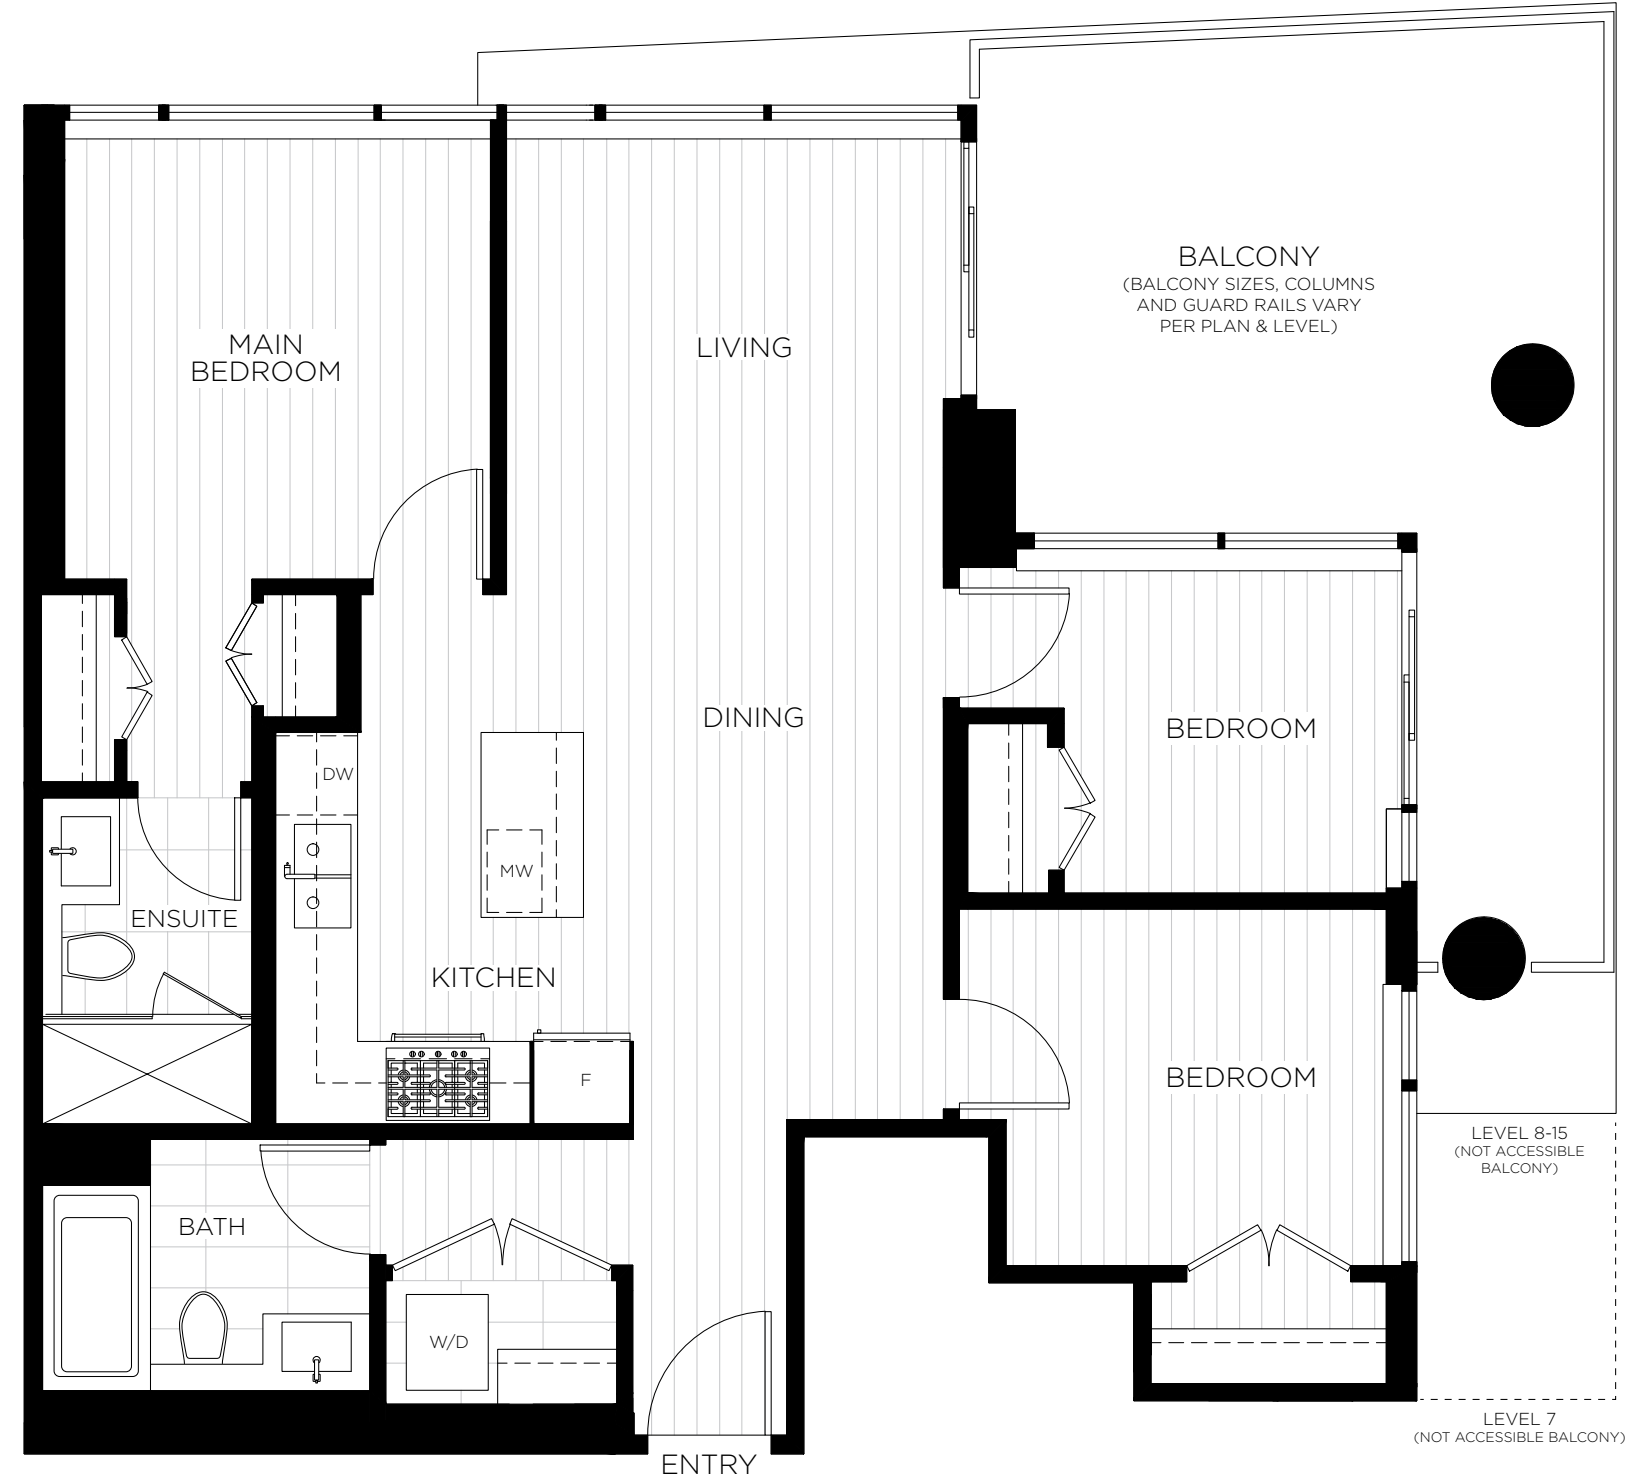 BALCONY
(BALCONY SIZES, COLUMNS
AND GUARD RAILS VARY
PER PLAN & LEVEL)
MAIN
BEDROOM
LIVING
DINING
BEDROOM
DW
MW
ENSUITE
KITCHEN
F
BEDROOM
LEVEL 8-15
(NOT ACCESSIBLE
BALCONY)
BATH
W/D
LEVEL 7
(NOT ACCESSIBLE BALCONY)
ENTRY